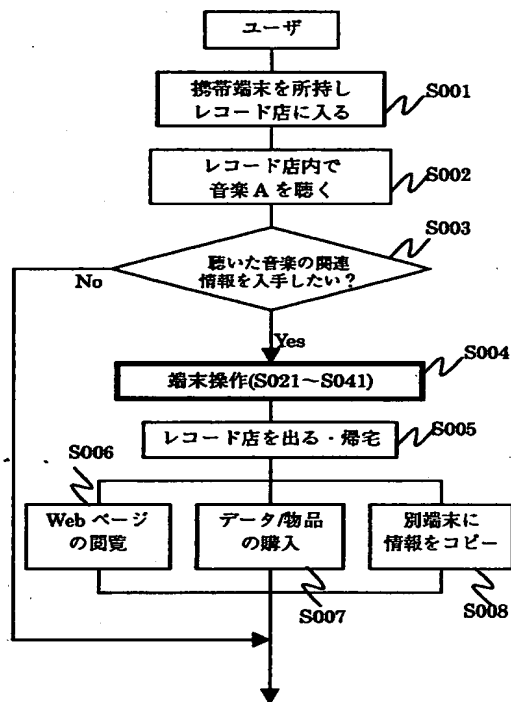 ユーザ
携帯端末を所持し
レコード店に入る
S001
レコード店内で
音楽 A を聴く
S002
S003
聴いた音楽の関連
情報を入手したい？
No
Yes
S004
端末操作(S021～S041)
レコード店を出る・帰宅
S005
S006
Web ページ
の閲覧
データ/物品
の購入
別端末に
情報をコピー
S007
S008